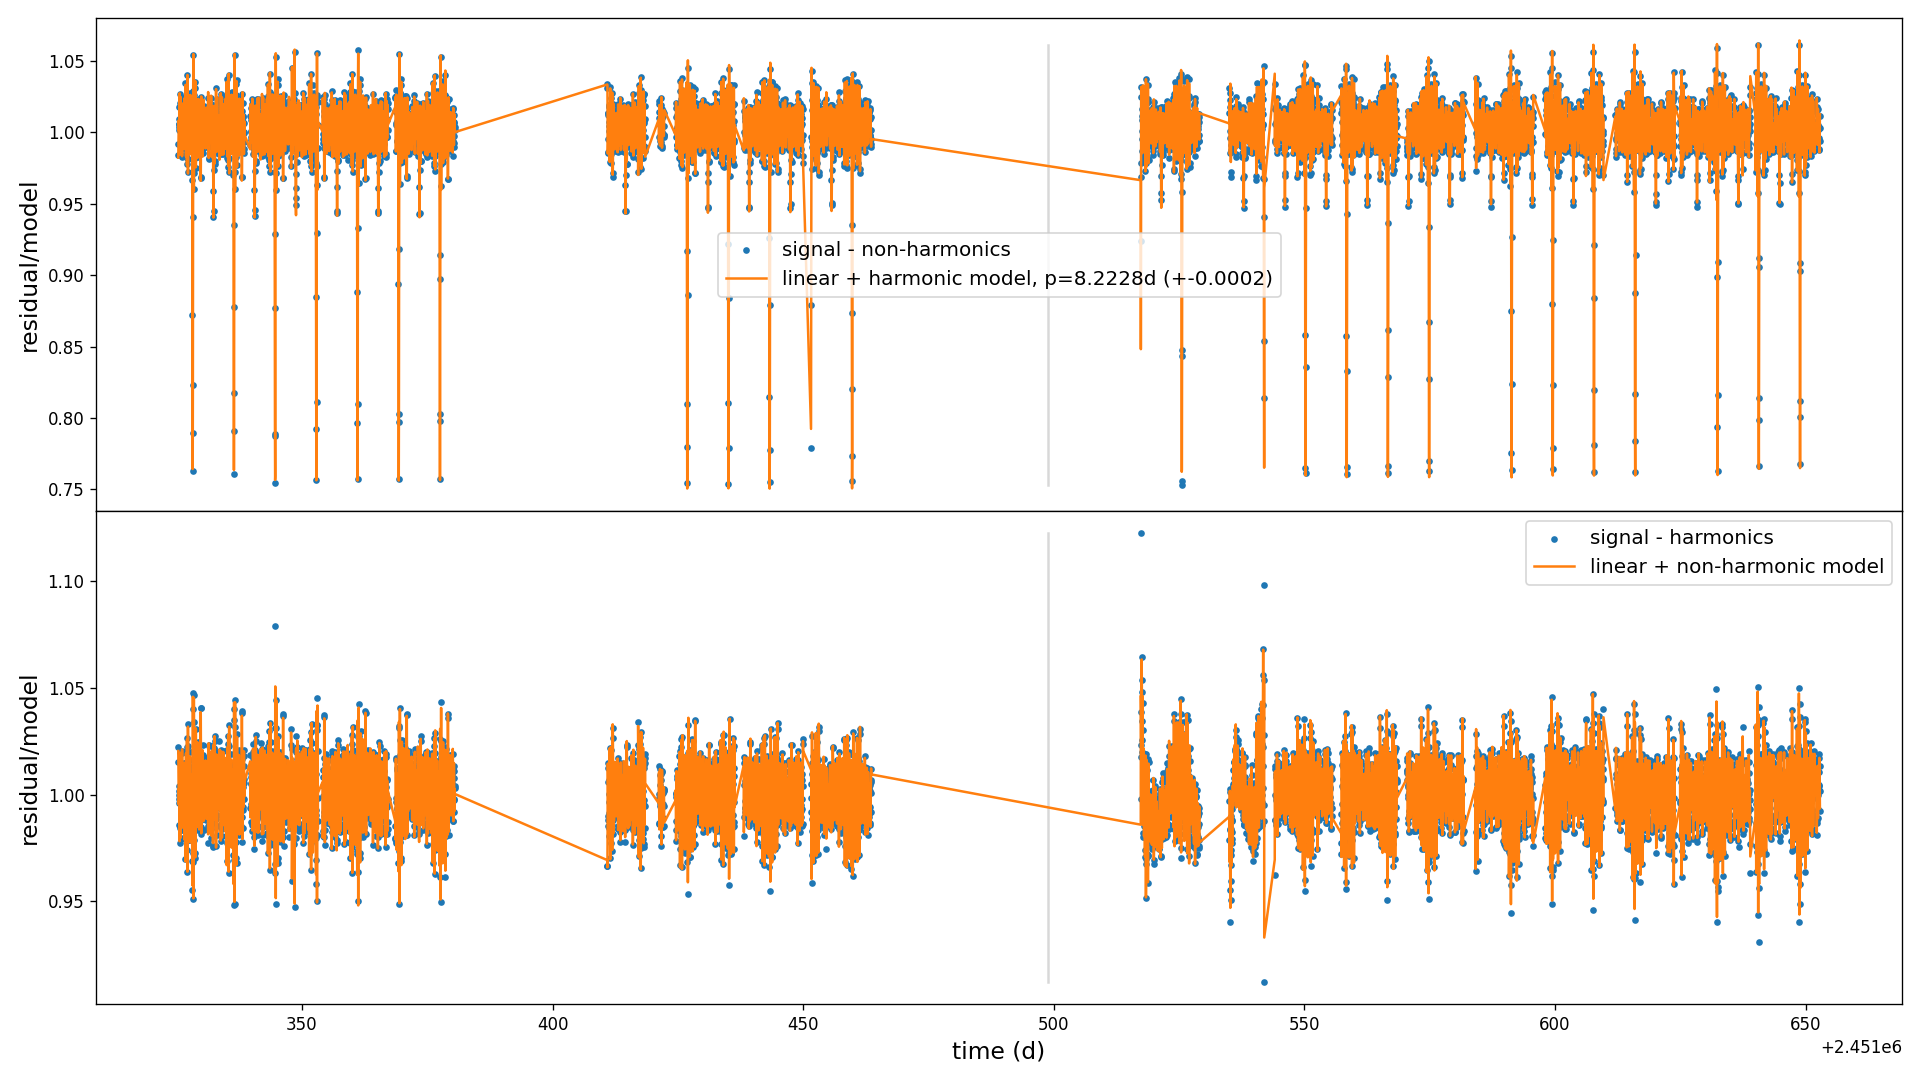 1.05
1.00
0.95
0.90
0.85
0.80
0.75
residual/model
signal - non-harmonics
linear + harmonic model, p=8.2228d (+-0.0002)
signal - harmonics
linear + non-harmonic model
1.10
1.05
1.00
0.95
residual/model
350
400
450
500
550
600
650
+2.451e6
time (d)